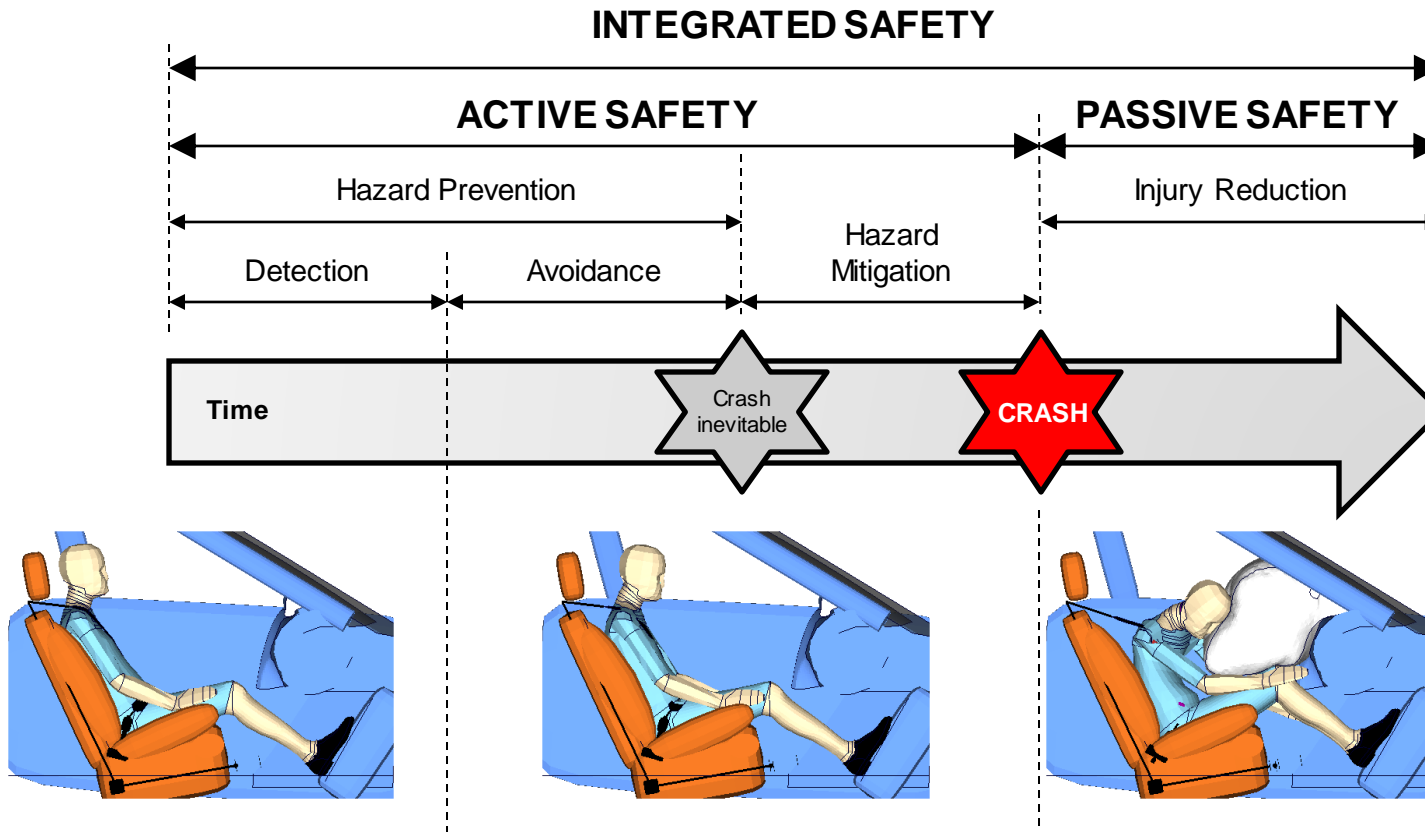 INTEGRATED SAFETY
ACTIVE SAFETY
PASSIVE SAFETY
Hazard Prevention
Injury Reduction
Detection
Avoidance
Hazard
Mitigation
Time
Crash
inevitable
CRASH